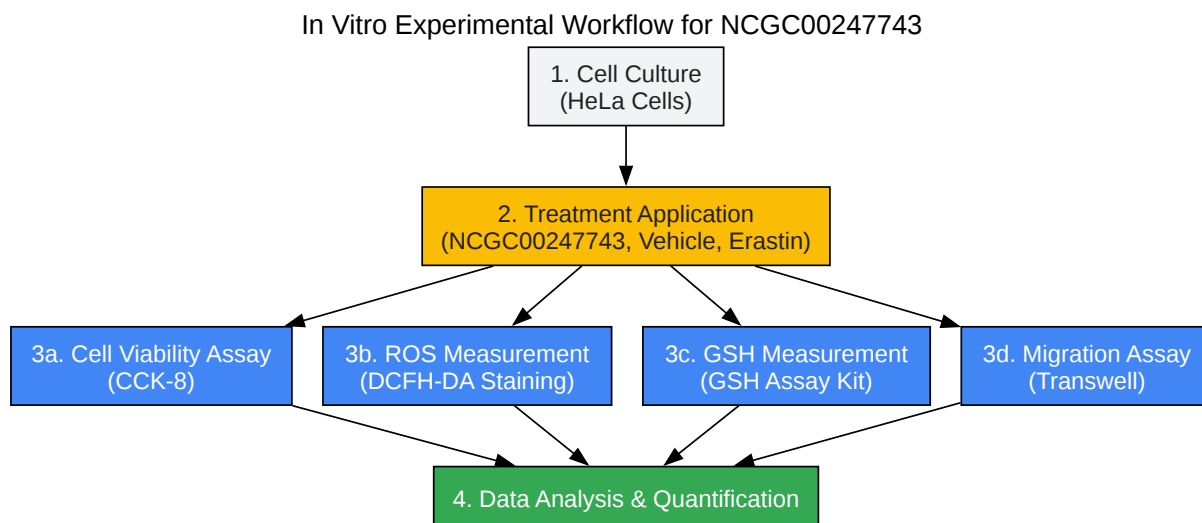 In Vitro Experimental Workflow for NCGC00247743
1. Cell Culture
(HeLa Cells)
2. Treatment Application
(NCGC00247743, Vehicle, Erastin)
3a. Cell Viability Assay
(CCK-8)
3b. ROS Measurement
(DCFH-DA Staining)
3c. GSH Measurement
(GSH Assay Kit)
3d. Migration Assay
(Transwell)
4. Data Analysis & Quantification